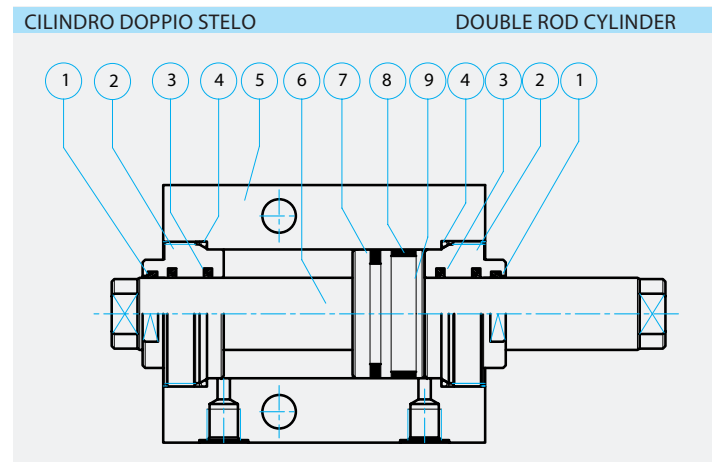 CILINDRO DOPPIO STELO DOUBLE ROD CYLINDER
1 2 3 4 5 6 7 8 9 4 3 2 1